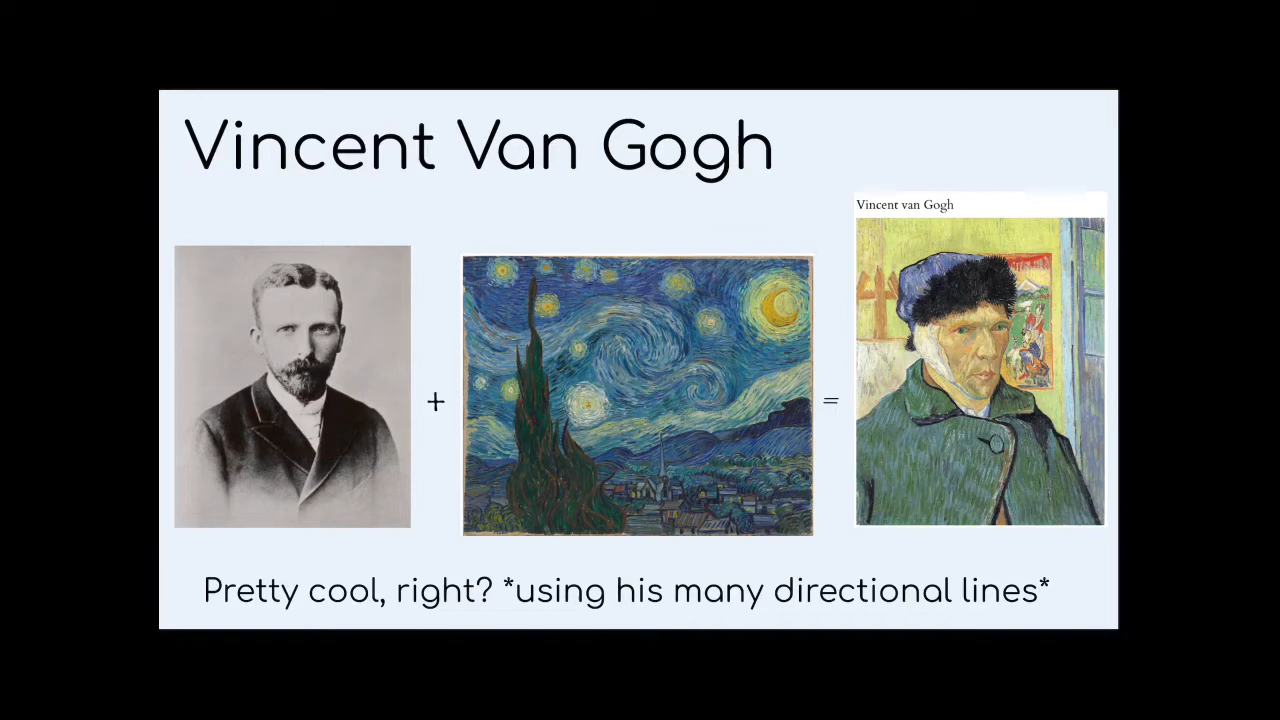 Vincent Van Gogh
Vincent van Gogh
+
=
Pretty cool, right? *using his many directional lines*